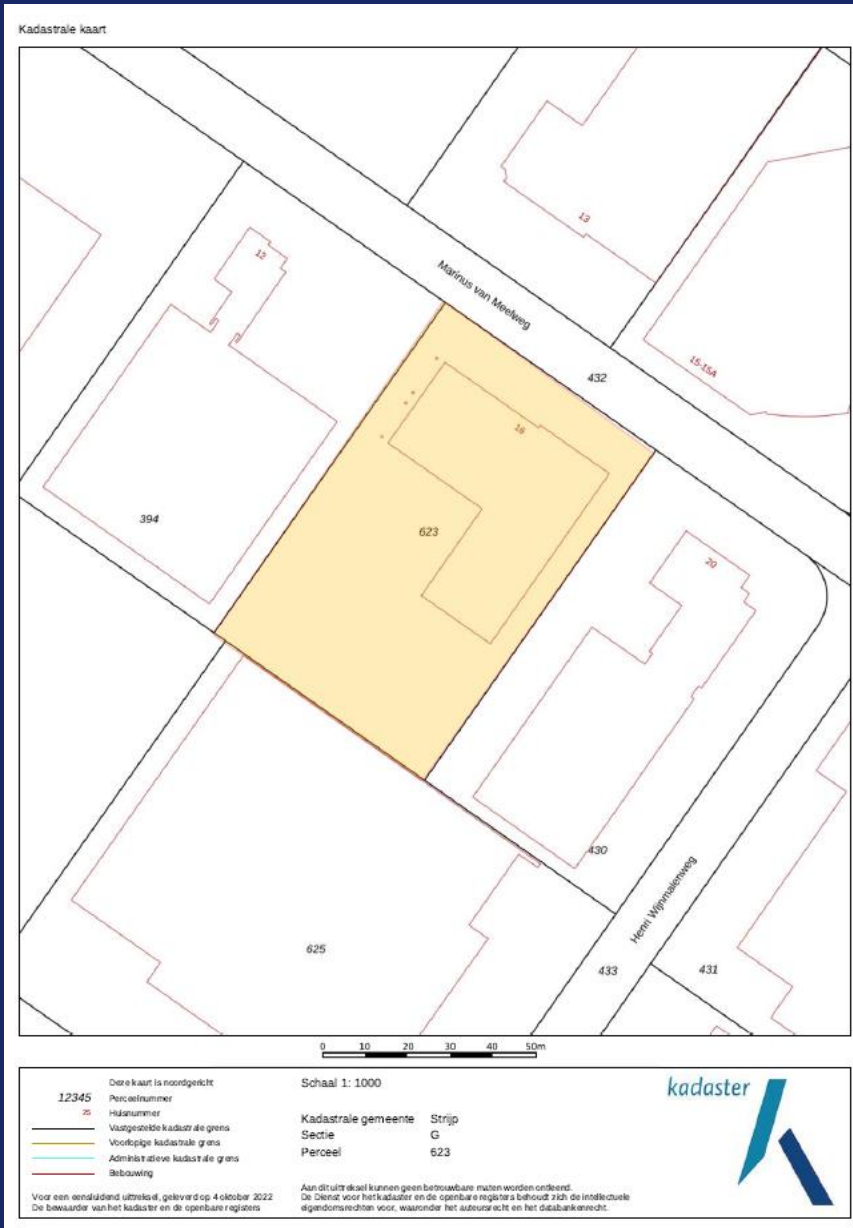 Kadastrale kaart
12
13
Marinus van Meelweg
15-15A
432
16
394
623
20
430
Henri Wijnmalenweg
625
433
431
0 10 20 30 40 50m
Deze kaart is noordgericht
12345 Perceelnummer
25 Huisnummer
Vastgestelde kadastrale grens
Voorlopige kadastrale grens
Administratieve kadastrale grens
Bebouwing
Voor een eensluidend uittreksel, geleverd op 4 oktober 2022
De bewaarder van het kadaster en de openbare registers
Schaal 1: 1000
Kadastrale gemeente Strijp
Sectie G
Perceel 623
Aan dit uittreksel kunnen geen betrouwbare maten worden ontleend.
De Dienst voor het kadaster en de openbare registers behoudt zich de intellectuele
eigendomsrechten voor, waaronder het auteursrecht en het databankenrecht.
kadaster